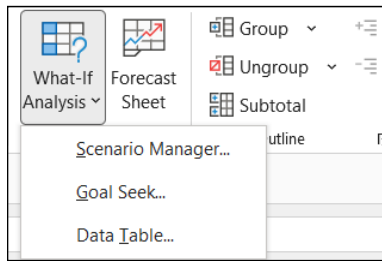 What-If
Analysis
Forecast
Sheet
Group
Ungroup
Subtotal
utline
Scenario Manager...
Goal Seek...
Data Table...